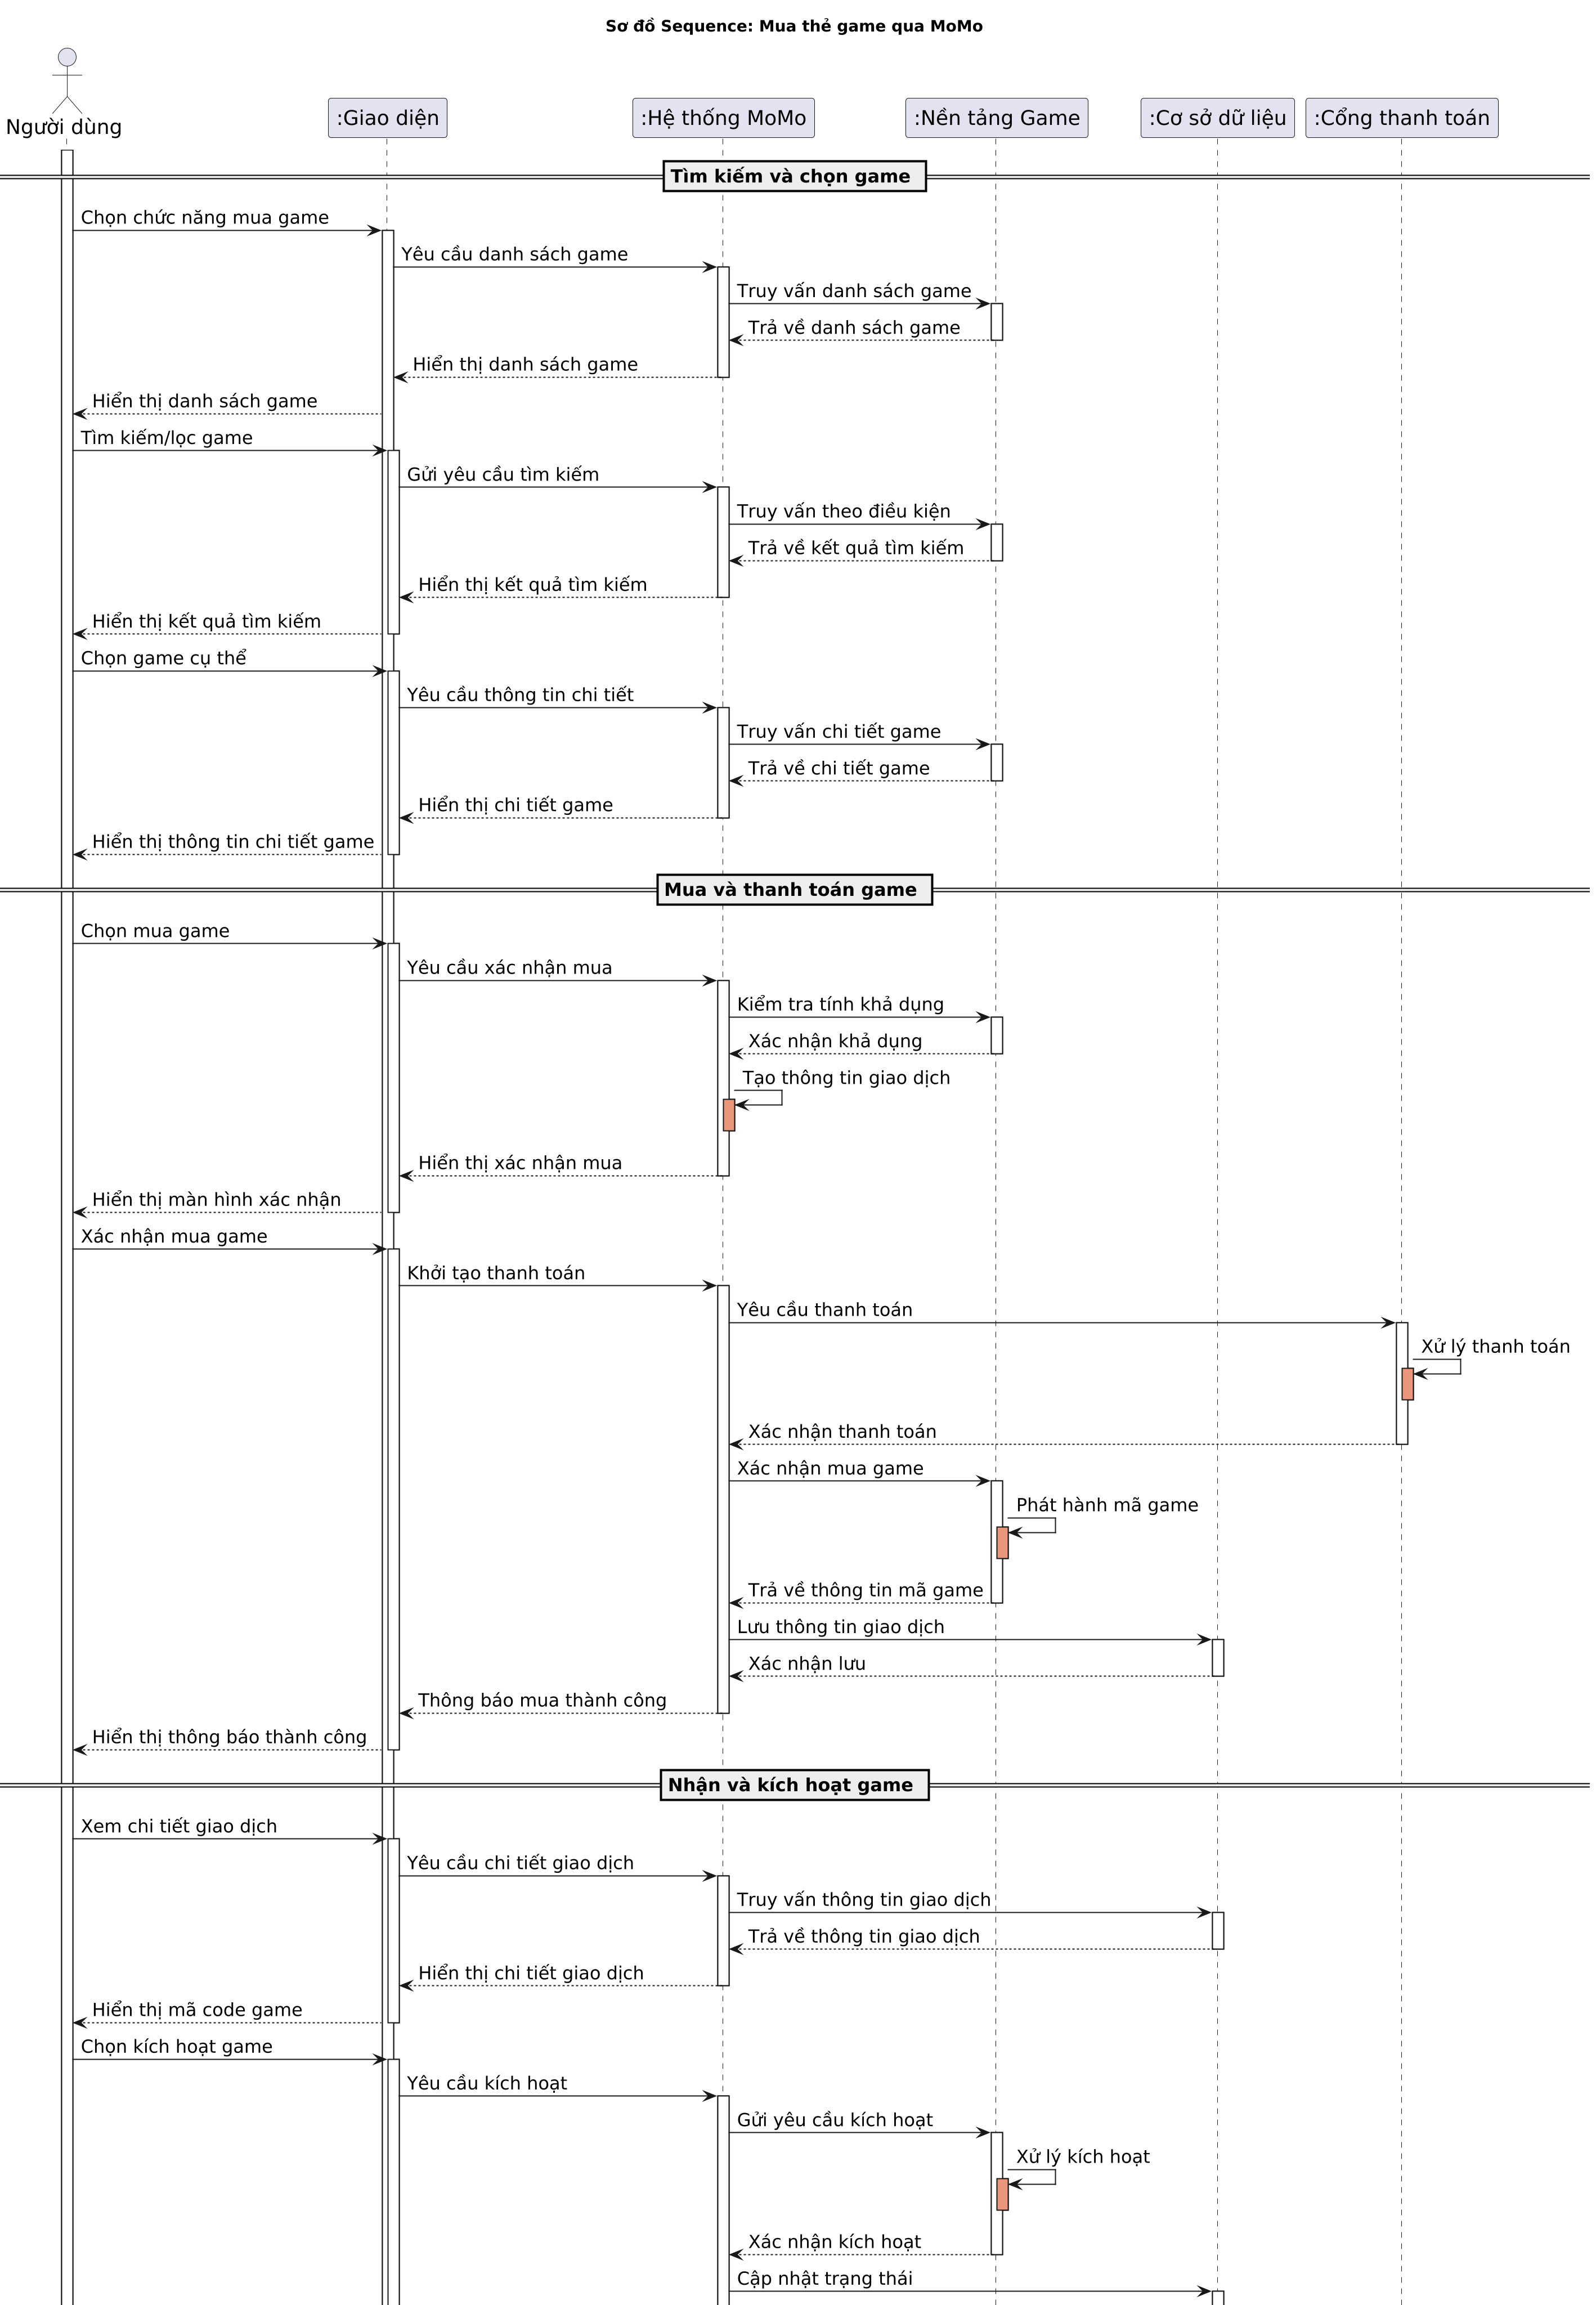 Sơ đồ Sequence: Mua thẻ game qua MoMo
Người dùng
:Giao diện
:Hệ thống MoMo
:Nền tảng Game
:Cơ sở dữ liệu
:Cổng thanh toán
Tìm kiếm và chọn game
Chọn chức năng mua game
Yêu cầu danh sách game
Truy vấn danh sách game
Trả về danh sách game
Hiển thị danh sách game
Hiển thị danh sách game
Tìm kiếm/lọc game
Gửi yêu cầu tìm kiếm
Truy vấn theo điều kiện
Trả về kết quả tìm kiếm
Hiển thị kết quả tìm kiếm
Hiển thị kết quả tìm kiếm
Chọn game cụ thể
Yêu cầu thông tin chi tiết
Truy vấn chi tiết game
Trả về chi tiết game
Hiển thị chi tiết game
Hiển thị thông tin chi tiết game
Mua và thanh toán game
Chọn mua game
Yêu cầu xác nhận mua
Kiểm tra tính khả dụng
Xác nhận khả dụng
Tạo thông tin giao dịch
Hiển thị xác nhận mua
Hiển thị màn hình xác nhận
Xác nhận mua game
Khởi tạo thanh toán
Yêu cầu thanh toán
Xử lý thanh toán
Xác nhận thanh toán
Xác nhận mua game
Phát hành mã game
Trả về thông tin mã game
Lưu thông tin giao dịch
Xác nhận lưu
Thông báo mua thành công
Hiển thị thông báo thành công
Nhận và kích hoạt game
Xem chi tiết giao dịch
Yêu cầu chi tiết giao dịch
Truy vấn thông tin giao dịch
Trả về thông tin giao dịch
Hiển thị chi tiết giao dịch
Hiển thị mã code game
Chọn kích hoạt game
Yêu cầu kích hoạt
Gửi yêu cầu kích hoạt
Xử lý kích hoạt
Xác nhận kích hoạt
Cập nhật trạng thái